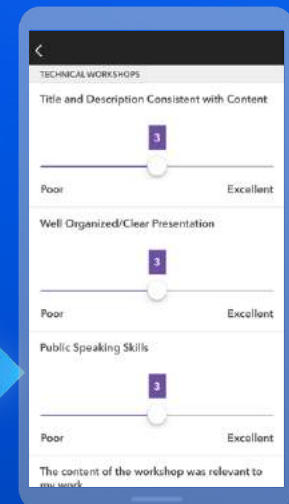 TECHNICAL WORKSHOPS
Title and Description Consistent with Content
3
Poor Excellent
Well Organized/Clear Presentation
3
Poor Excellent
Public Speaking Skills
3
Poor Excellent
The content of the workshop was relevant to
my work